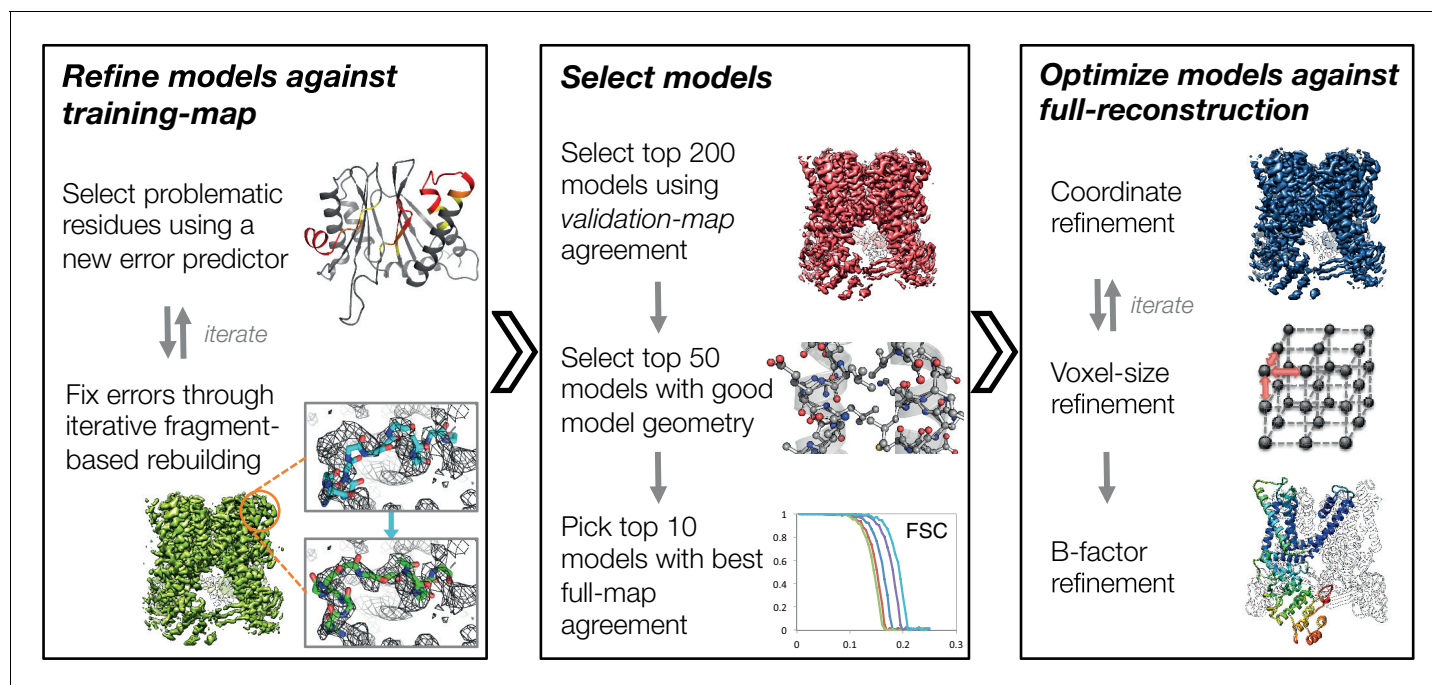 Refine models against
training-map
Select problematic
residues using a
new error predictor
iterate
Fix errors through
iterative fragment-
based rebuilding
Select models
Select top 200
models using
validation-map
agreement
Select top 50
models with good
model geometry
Pick top 10
models with best
full-map
agreement
1
0.8
0.6
0.4
0.2
0
0
0.1
0.2
0.3
FSC
Optimize models against
full-reconstruction
Coordinate
refinement
iterate
Voxel-size
refinement
B-factor
refinement